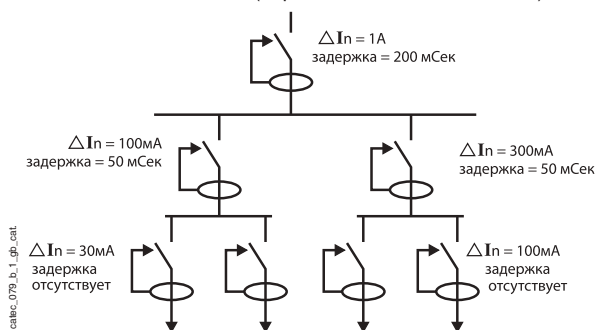 △In = 1A
задержка = 200 мСек
△In = 100мА
задержка = 50 мСек
△In = 300мА
задержка = 50 мСек
△In = 30мА
задержка
отсутствует
△In = 100мА
задержка
отсутствует
catec_079_b_1_gb_cat